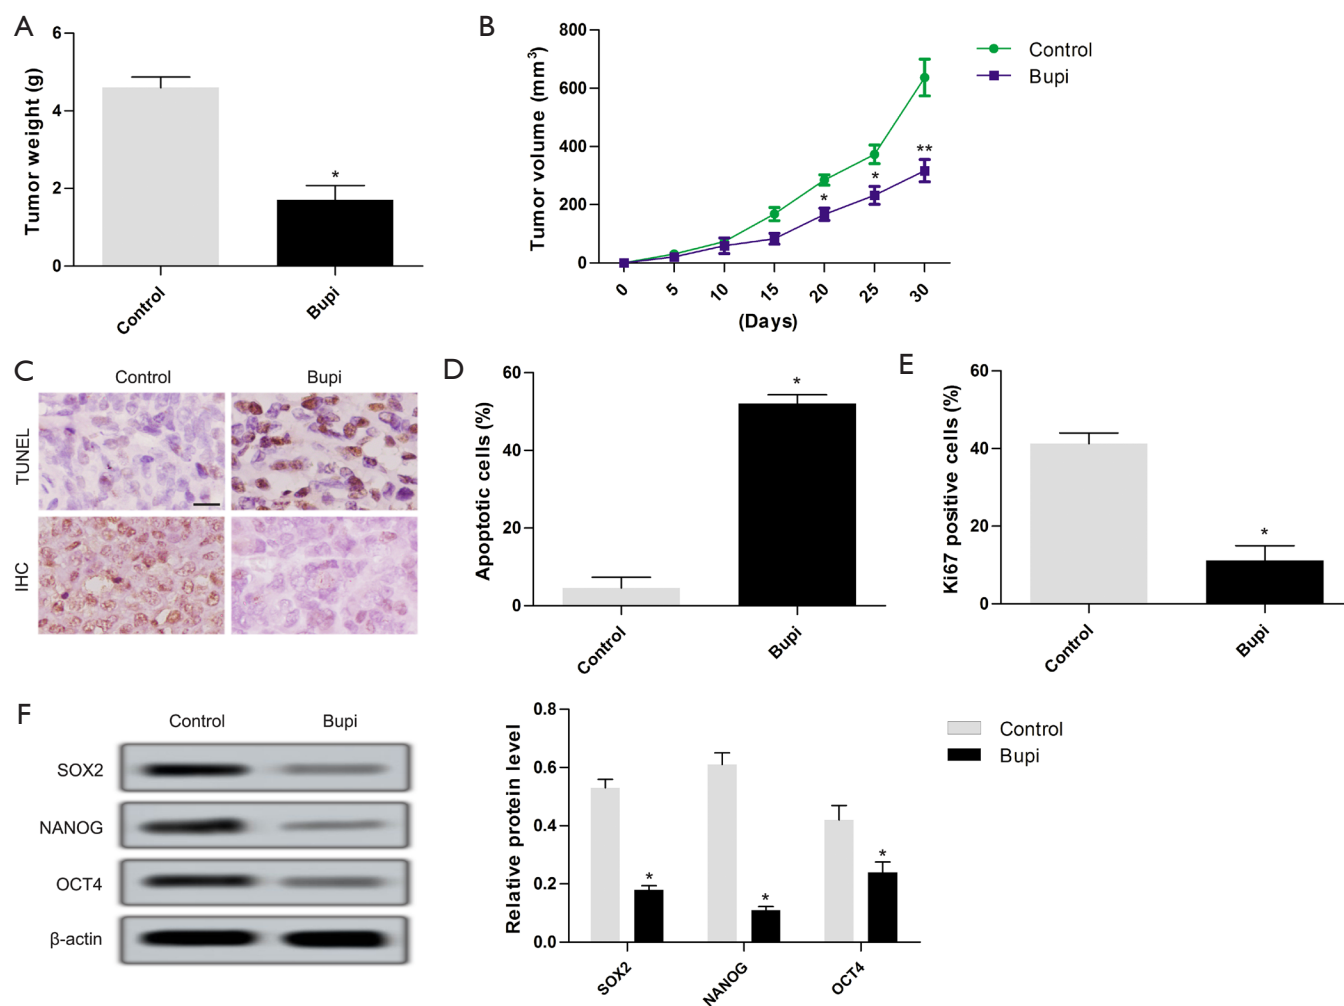 A
Tumor weight (g)
6
4
2
0
*
Control
Bupi
B
Tumor volume (mm³)
800
600
400
200
0
*
*
**
0
5
10
15
20
25
30
(Days)
Control
Bupi
C
Control
Bupi
TUNEL
IHC
D
Apoptotic cells (%)
60
40
20
0
*
Control
Bupi
E
Ki67 positive cells (%)
60
40
20
0
*
Control
Bupi
F
Control
Bupi
SOX2
NANOG
OCT4
β-actin
Relative protein level
0.8
0.6
0.4
0.2
0.0
*
*
*
SOX2
NANOG
OCT4
Control
Bupi